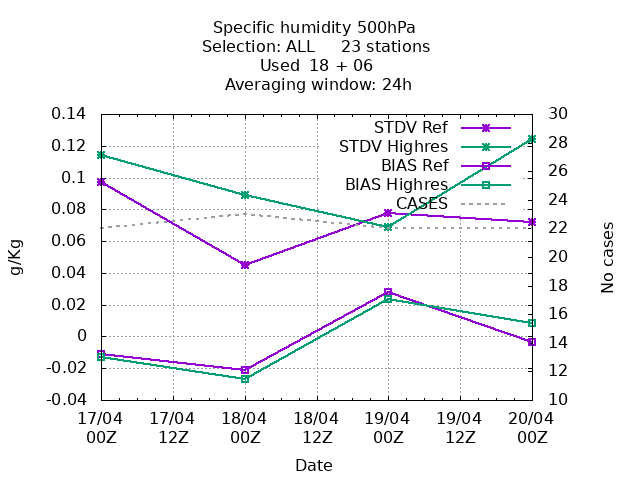 Specific humidity 500hPa
Selection: ALL 23 stations
Used 18 + 06
Averaging window: 24h
STDV Ref
STDV Highres
BIAS Ref
BIAS Highres
CASES
g/Kg
0.14
0.12
0.1
0.08
0.06
0.04
0.02
0
-0.02
-0.04
30
28
26
24
22
20
18
16
14
12
10
No cases
17/04 17/04 18/04 18/04 19/04 19/04 20/04
00Z 12Z 00Z 12Z 00Z 12Z 00Z
Date